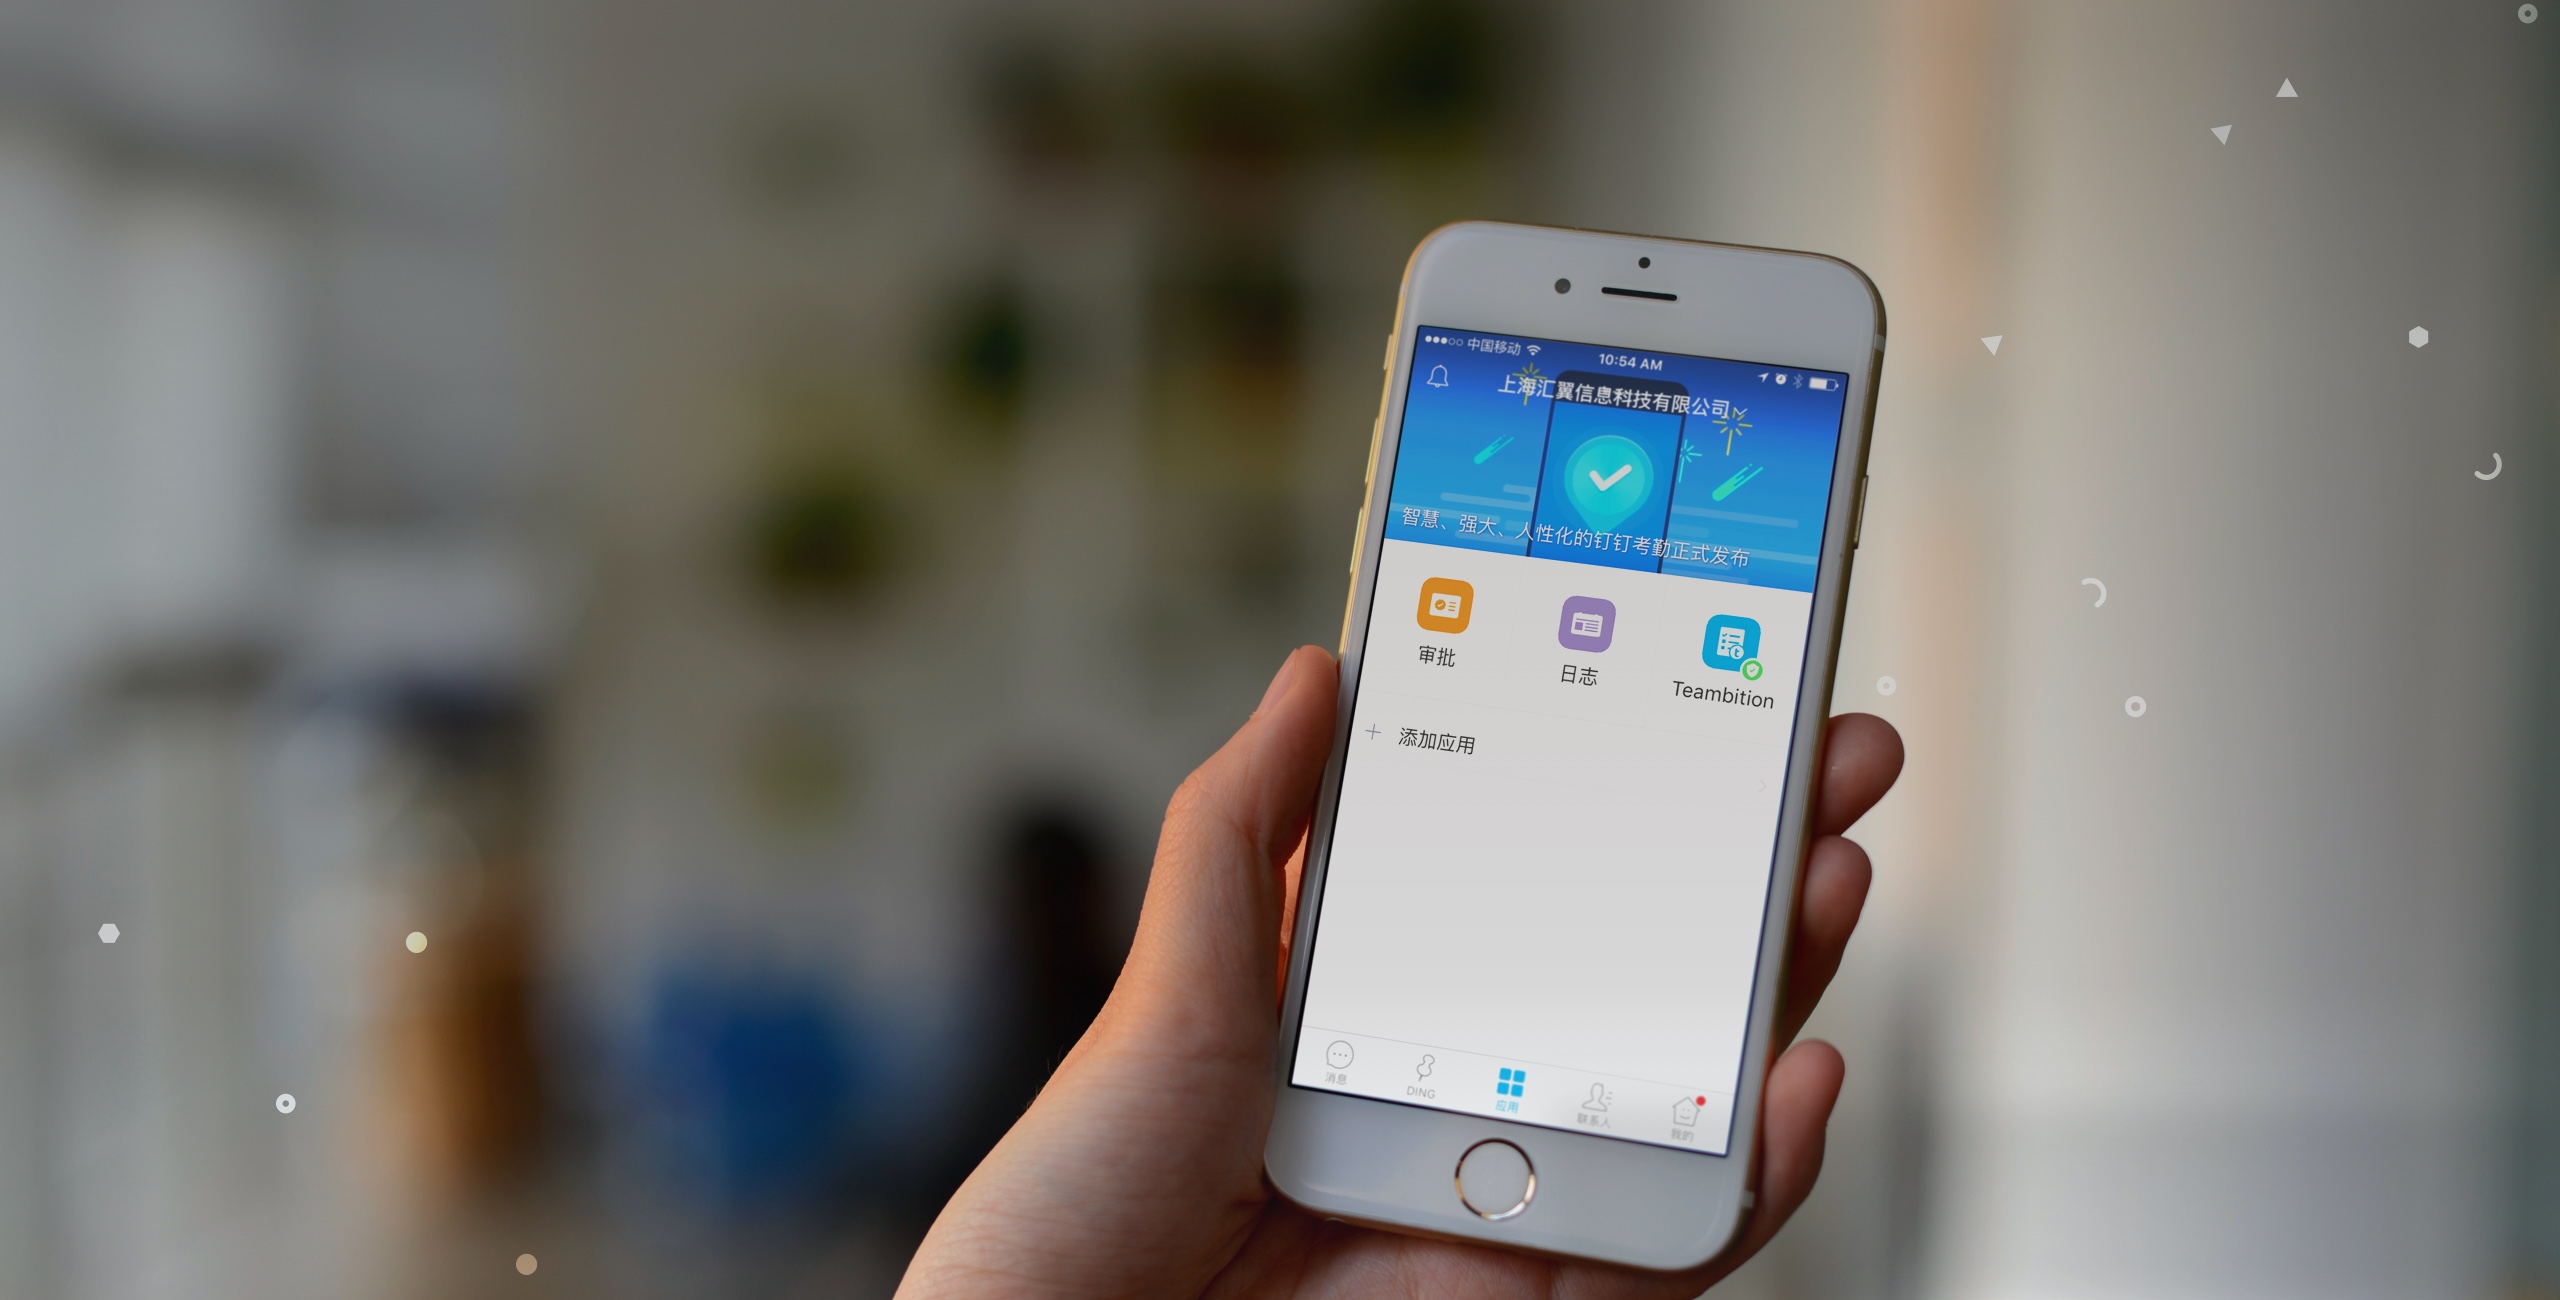 中国移动
10:54 AM
上海汇翼信息科技有限公司
智慧、强大、人性化的钉钉考勤正式发布
审批
日志
Teambition
添加应用
消息
DING
应用
联系人
我的